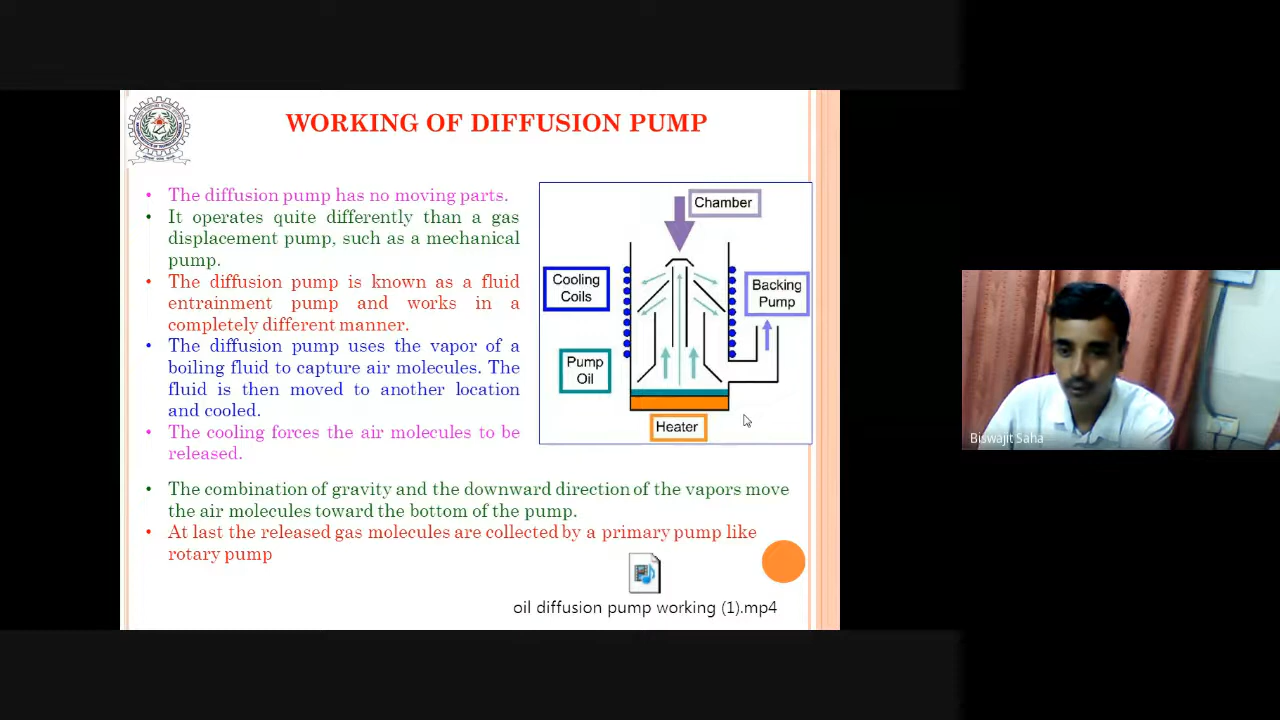 WORKING OF DIFFUSION PUMP
• The diffusion pump has no moving parts.
• It operates quite differently than a gas
displacement pump, such as a mechanical
pump.
• The diffusion pump is known as a fluid
entrainment pump and works in a
completely different manner.
• The diffusion pump uses the vapor of a
boiling fluid to capture air molecules. The
fluid is then moved to another location
and cooled.
• The cooling forces the air molecules to be
released.
• The combination of gravity and the downward direction of the vapors move
the air molecules toward the bottom of the pump.
• At last the released gas molecules are collected by a primary pump like
rotary pump
Chamber
Cooling
Coils
Backing
Pump
Pump
Oil
Heater
oil diffusion pump working (1).mp4
Biswajit Saha